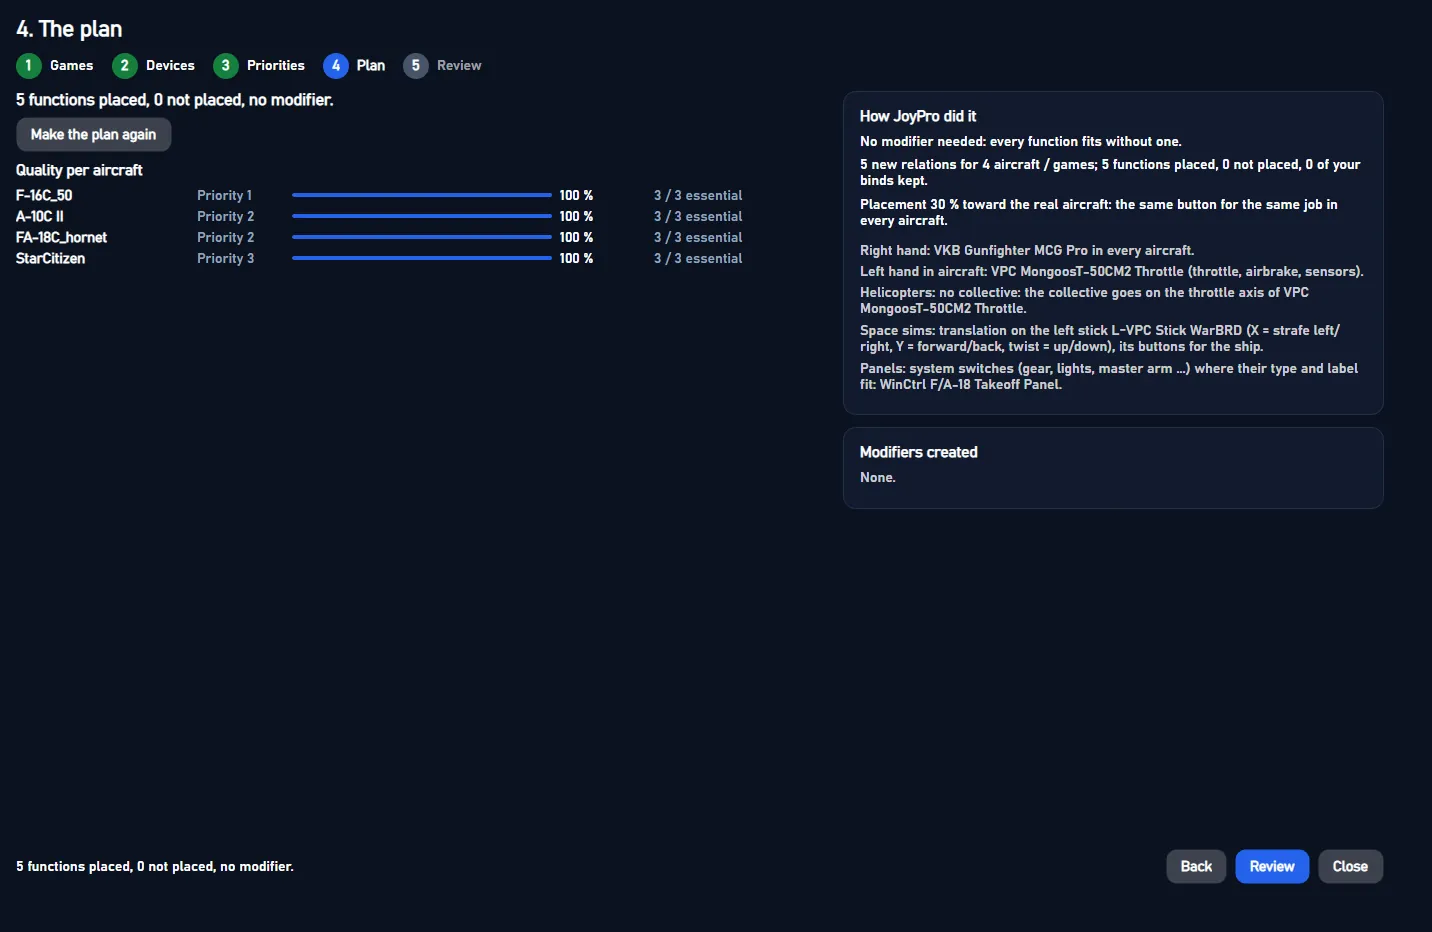 4. The plan
1 Games 2 Devices 3 Priorities 4 Plan 5 Review
5 functions placed, 0 not placed, no modifier.
Make the plan again
Quality per aircraft
F-16C_50 Priority 1 100 % 3 / 3 essential
A-10C II Priority 2 100 % 3 / 3 essential
FA-18C_hornet Priority 2 100 % 3 / 3 essential
StarCitizen Priority 3 100 % 3 / 3 essential
How JoyPro did it
No modifier needed: every function fits without one.
5 new relations for 4 aircraft / games; 5 functions placed, 0 not placed, 0 of your
binds kept.
Placement 30 % toward the real aircraft: the same button for the same job in
every aircraft.
Right hand: VKB Gunfighter MCG Pro in every aircraft.
Left hand in aircraft: VPC MongoosT-50CM2 Throttle (throttle, airbrake, sensors).
Helicopters: no collective: the collective goes on the throttle axis of VPC
MongoosT-50CM2 Throttle.
Space sims: translation on the left stick L-VPC Stick WarBRD (X = strafe left/
right, Y = forward/back, twist = up/down), its buttons for the ship.
Panels: system switches (gear, lights, master arm ...) where their type and label
fit: WinCtrl F/A-18 Takeoff Panel.
Modifiers created
None.
5 functions placed, 0 not placed, no modifier.
Back Review Close